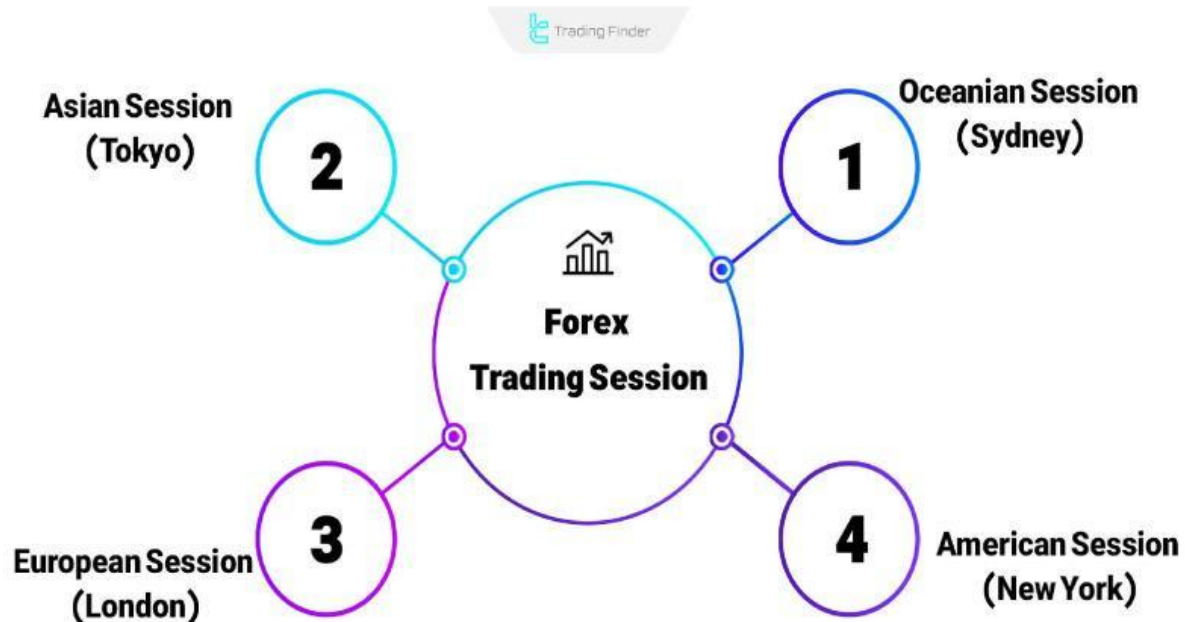 Trading Finder
Oceanian Session
(Sydney)
1
Asian Session
(Tokyo)
2
Forex
Trading Session
3
European Session
(London)
4
American Session
(New York)